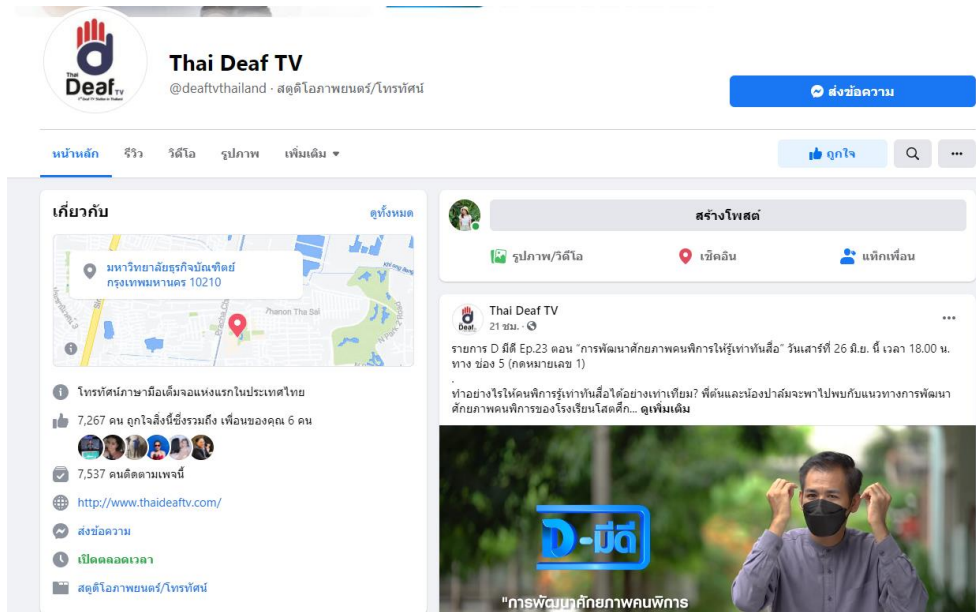 Thai
Deaf TV
1st Deaf TV Station in Thailand
Thai Deaf TV
@deaftvthailand · สตูดิโอภาพยนตร์/โทรทัศน์
ส่งข้อความ
หน้าหลัก รีวิว วิดีโอ รูปภาพ เพิ่มเติม
ถูกใจ
เกี่ยวกับ ดูทั้งหมด
มหาวิทยาลัยธุรกิจบัณฑิตย์
กรุงเทพมหานคร 10210
Thanon Tha Sai
โทรทัศน์ภาษามือเต็มจอแห่งแรกในประเทศไทย
7,267 คน ถูกใจสิ่งนี้ซึ่งรวมถึง เพื่อนของคุณ 6 คน
7,537 คนติดตามเพจนี้
http://www.thaideaftv.com/
ส่งข้อความ
เปิดตลอดเวลา
สตูดิโอภาพยนตร์/โทรทัศน์
สร้างโพสต์
รูปภาพ/วิดีโอ เช็คอิน แท็กเพื่อน
Deaf
Thai Deaf TV
21 ชม. ·
รายการ D มีดี Ep.23 ตอน "การพัฒนาศักยภาพคนพิการให้รู้เท่าทันสื่อ" วันเสาร์ที่ 26 มิ.ย. นี้ เวลา 18.00 น.
ทาง ช่อง 5 (กดหมายเลข 1)
.
ทำอย่างไรให้คนพิการรู้เท่าทันสื่อได้อย่างเท่าเทียม? พี่ต้นและน้องปาล์มจะพาไปพบกับแนวทางการพัฒนา
ศักยภาพคนพิการของโรงเรียนโสตศึก... ดูเพิ่มเติม
D-มีดี
"การพัฒนาศักยภาพคนพิการ